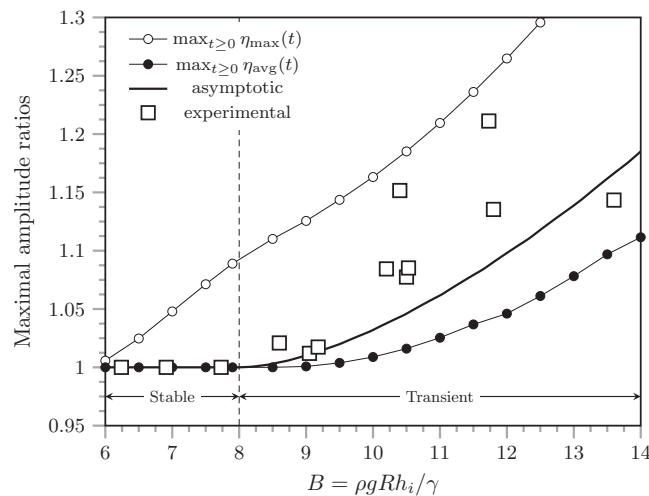 1.3
1.25
1.2
1.15
1.1
1.05
1
0.95
Maximal amplitude ratios
max_{t≥0} η_max(t)
max_{t≥0} η_avg(t)
asymptotic
experimental
Stable
Transient
6 7 8 9 10 11 12 13 14
B = ρgRh_i/γ